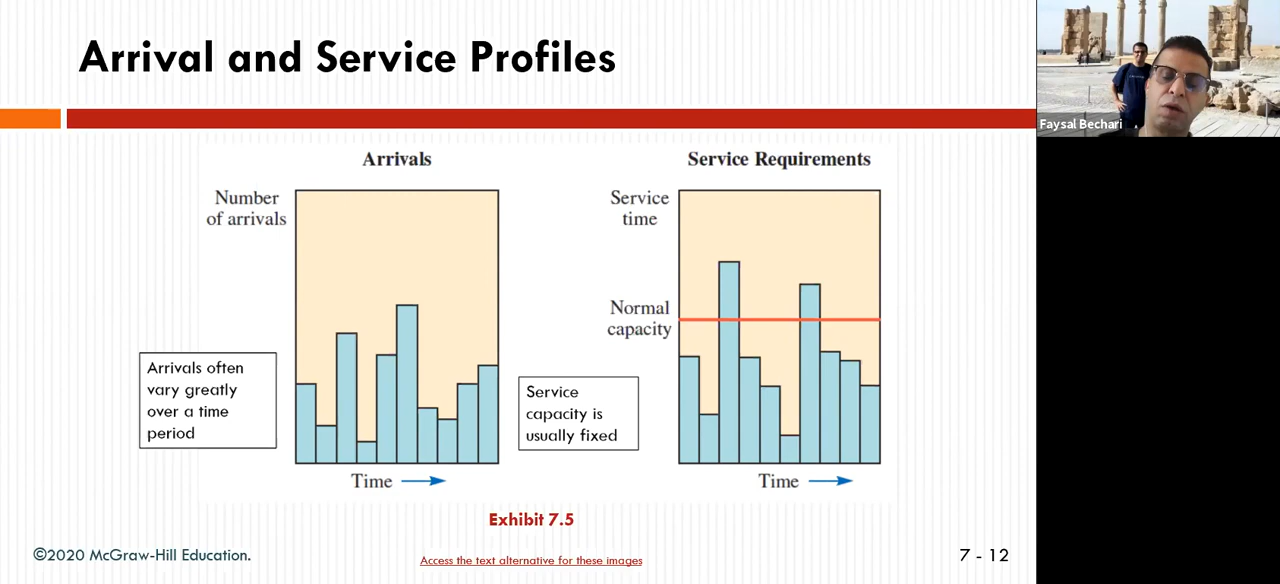 Arrival and Service Profiles
Faysal Bechari
Arrivals
Number
of arrivals
Arrivals often
vary greatly
over a time
period
Time
Service Requirements
Service
time
Normal
capacity
Service
capacity is
usually fixed
Time
Exhibit 7.5
©2020 McGraw-Hill Education.
Access the text alternative for these images
7 - 12